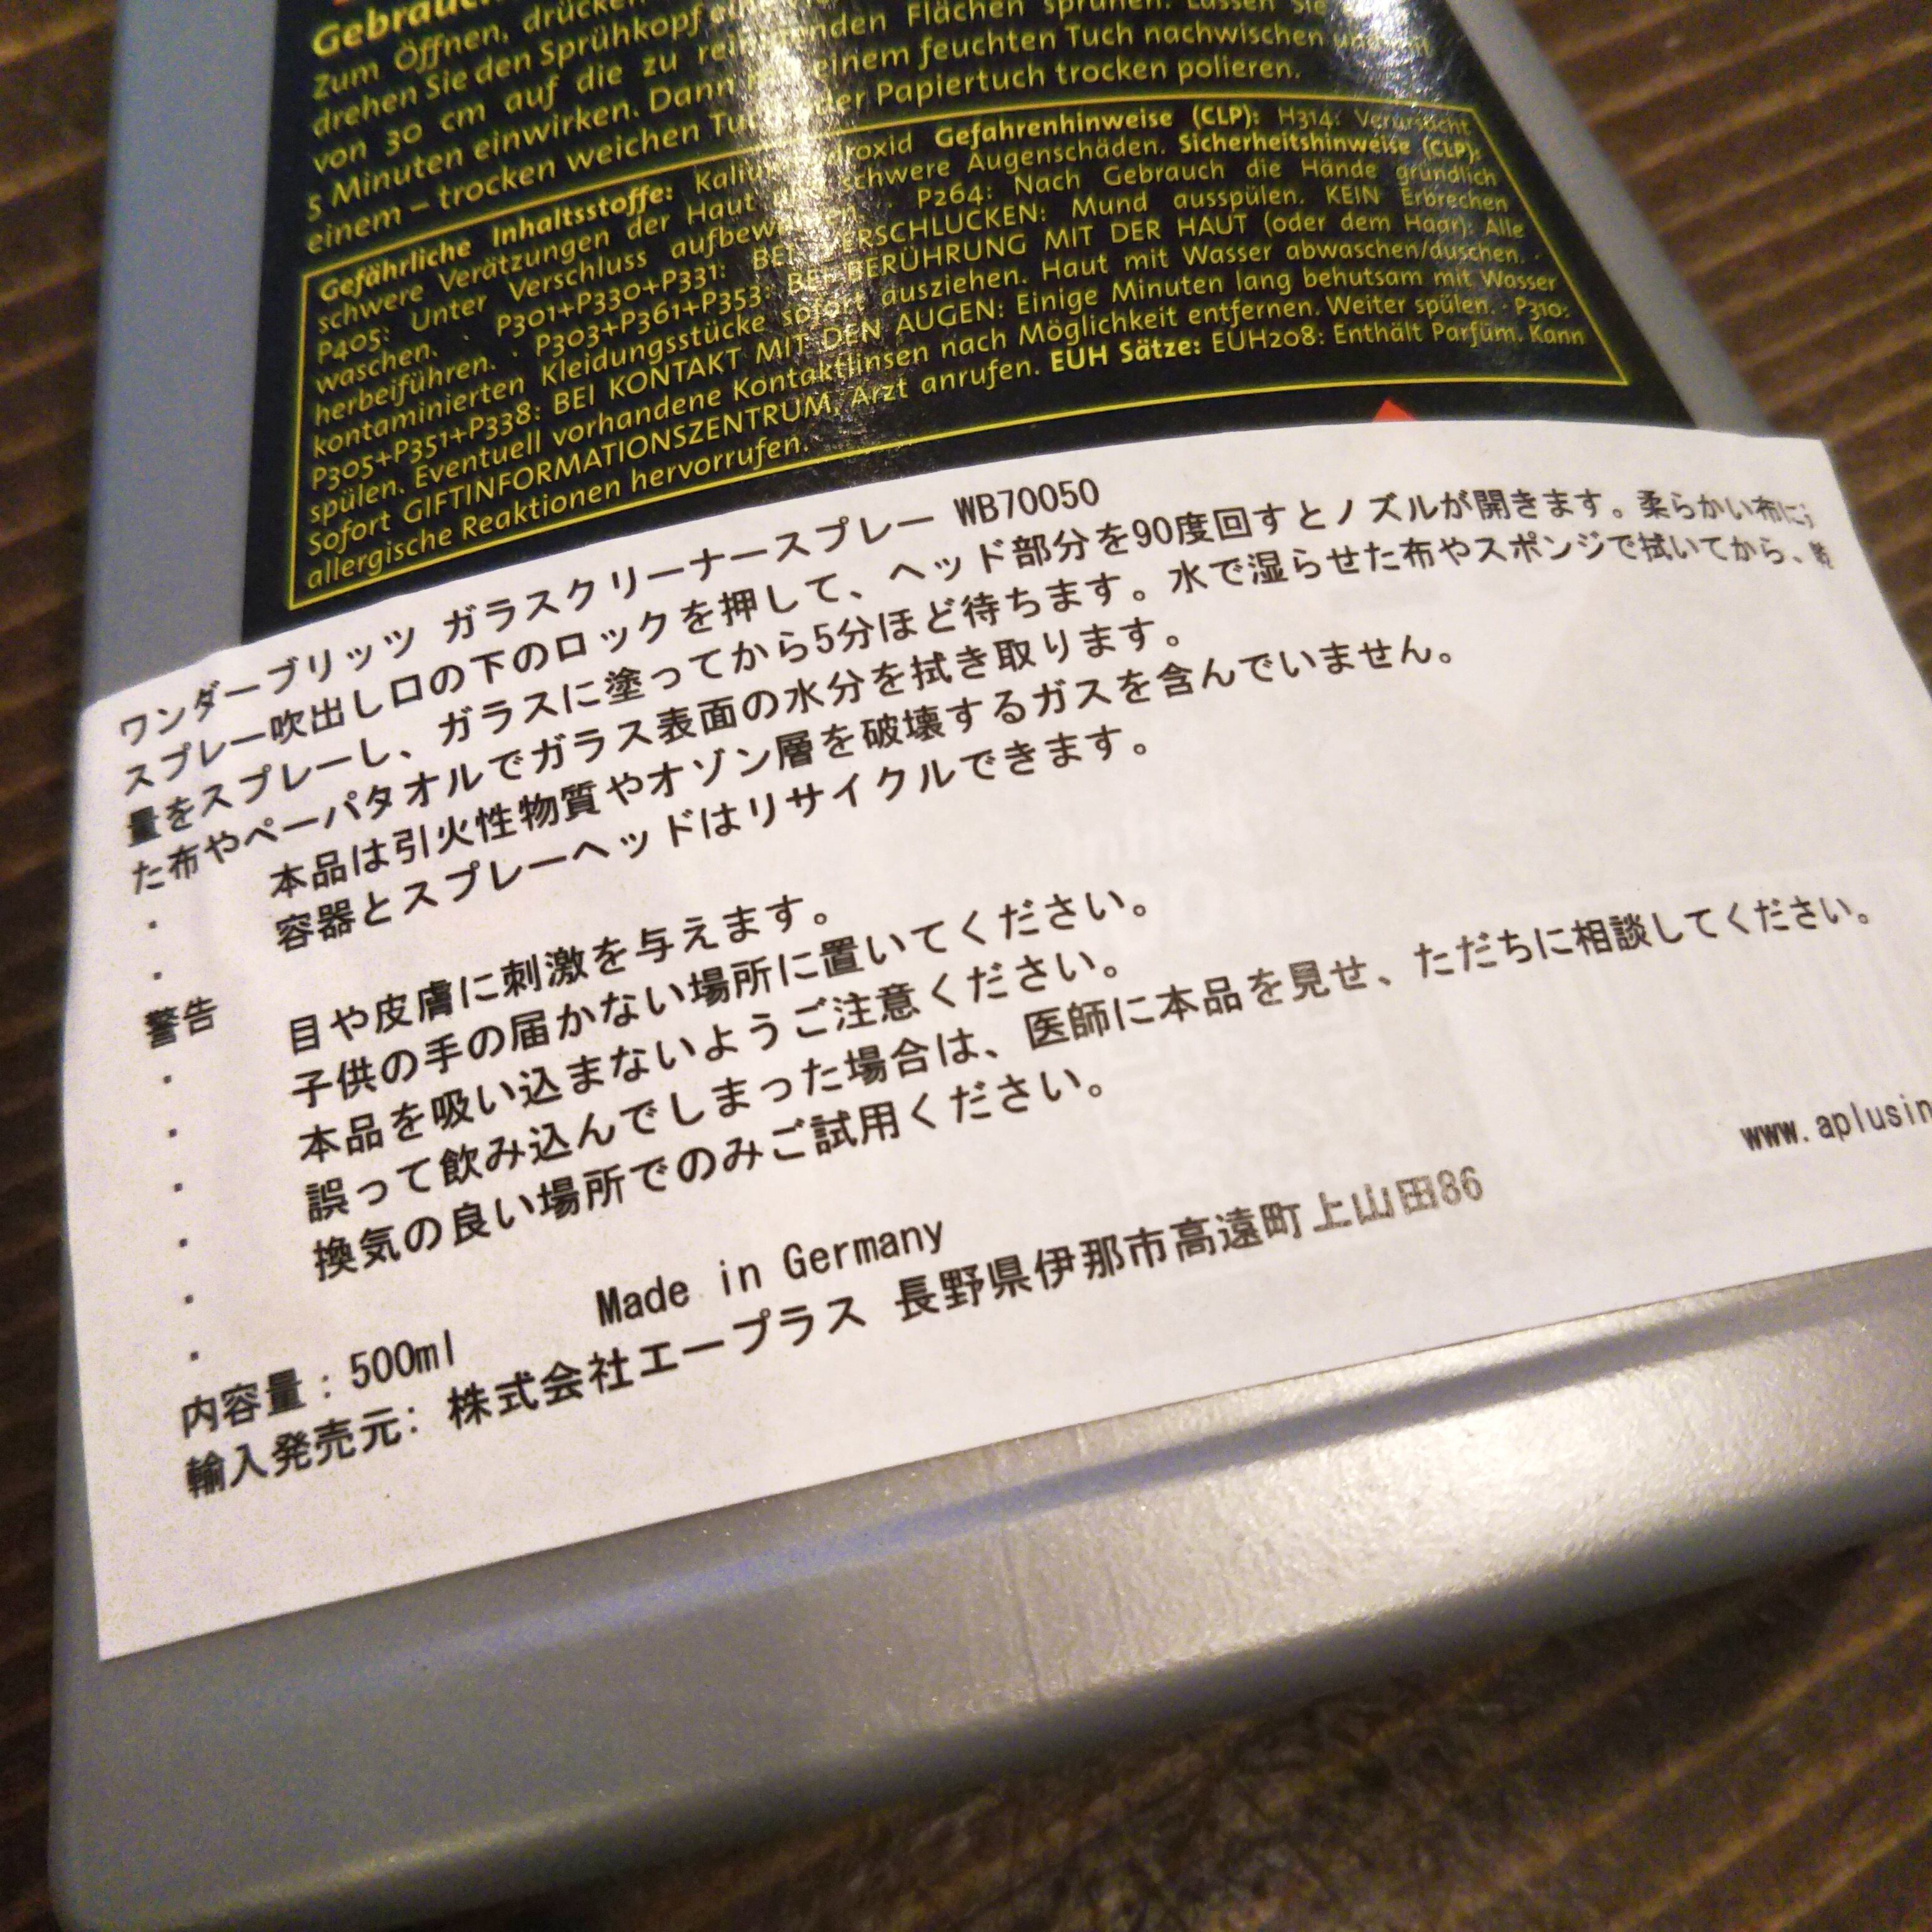 Gebrauch
zum Öffnen, drücken
drehen Sie den Sprühkopf
von 30 cm auf die zu Flächen sprühen. Lassen Sie
5 Minuten einwirken. Dann einem feuchten Tuch nachwischen
einem – trocken weichen Papiertuch trocken polieren.
Gefährliche Inhaltsstoffe: Gefahrenhinweise (CLP): H314: Verursacht
schwere Verätzungen der Haut schwere Augenschäden. Sicherheitshinweise (CLP):
P405: Unter Verschluss P264: Nach Gebrauch die Hände gründlich
waschen. · P301+P330+P331: BEI VERSCHLUCKEN: Mund ausspülen. KEIN Erbrechen
herbeiführen. · P303+P361+P353: BEI BERÜHRUNG MIT DER HAUT (oder dem Haar): Alle
kontaminierten Kleidungsstücke sofort ausziehen. Haut mit Wasser abwaschen/duschen. ·
P305+P351+P338: BEI KONTAKT MIT DEN AUGEN: Einige Minuten lang behutsam mit Wasser
spülen. Eventuell vorhandene Kontaktlinsen nach Möglichkeit entfernen. Weiter spülen. · P310:
Sofort GIFTINFORMATIONSZENTRUM, Arzt anrufen. EUH Sätze: EUH208: Enthält Parfüm. Kann
allergische Reaktionen hervorrufen.
ワンダーブリッツ ガラスクリーナースプレー WB70050
スプレー吹出し口の下のロックを押して、ヘッド部分を90度回すとノズルが開きます。柔らかい布に
量をスプレーし、ガラスに塗ってから5分ほど待ちます。水で湿らせた布やスポンジで拭いてから、
た布やペーパタオルでガラス表面の水分を拭き取ります。
・ 本品は引火性物質やオゾン層を破壊するガスを含んでいません。
・ 容器とスプレーヘッドはリサイクルできます。
警告
・ 目や皮膚に刺激を与えます。
・ 子供の手の届かない場所に置いてください。
・ 本品を吸い込まないようご注意ください。
・ 誤って飲み込んでしまった場合は、医師に本品を見せ、ただちに相談してください。
・ 換気の良い場所でのみご試用ください。
・
内容量：500ml Made in Germany
輸入発売元: 株式会社エープラス 長野県伊那市高遠町上山田86 www.aplusin